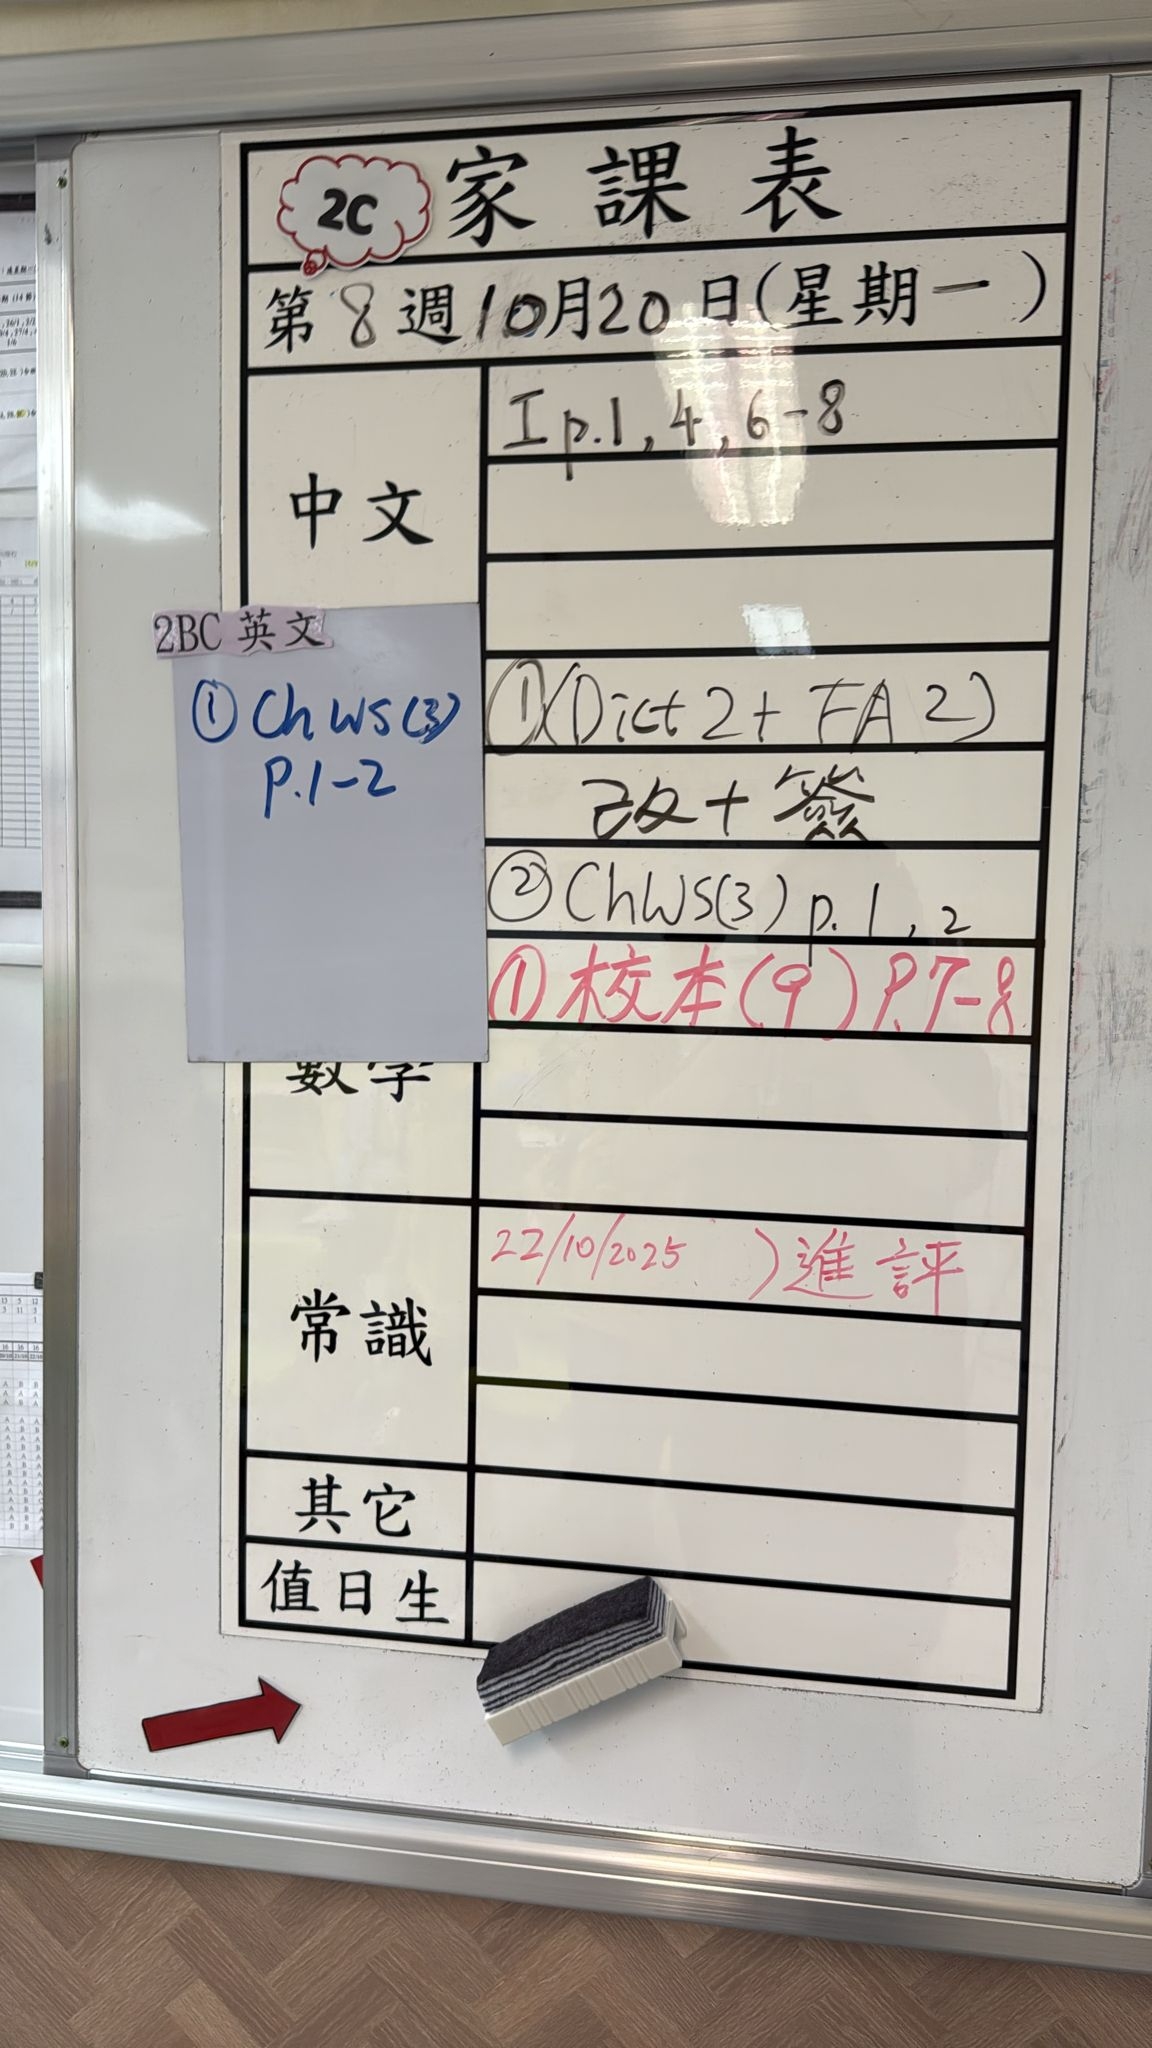 2C 家課表
第8週10月20日(星期一)
中文
I p.1, 4, 6-8
2BC 英文
① ChWS(3)
P.1-2
①(Dict 2 + FA 2)
改+簽
② ChWS(3) p.1, 2
數學
① 校本(9) P.7-8
常識
22/10/2025 ) 進評
其它
值日生